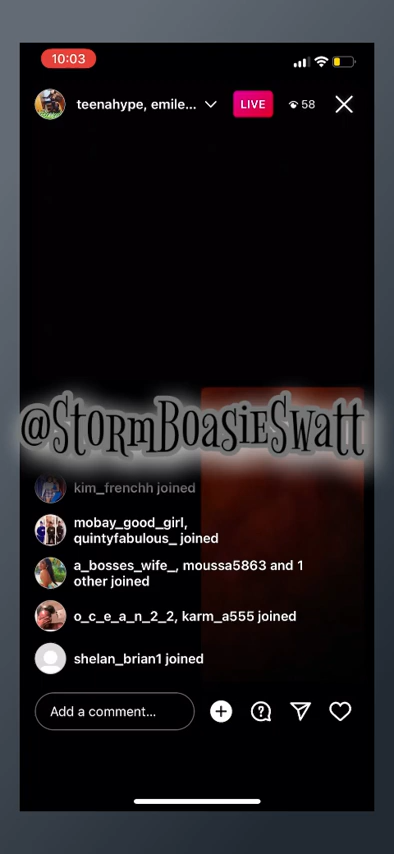 10:03
teenahype, emile...
LIVE
58
@StormBoasieSwatt
kim_frenchh joined
mobay_good_girl,
quintyfabulous_ joined
a_bosses_wife_, moussa5863 and 1
other joined
o_c_e_a_n_2_2, karm_a555 joined
shelan_brian1 joined
Add a comment...